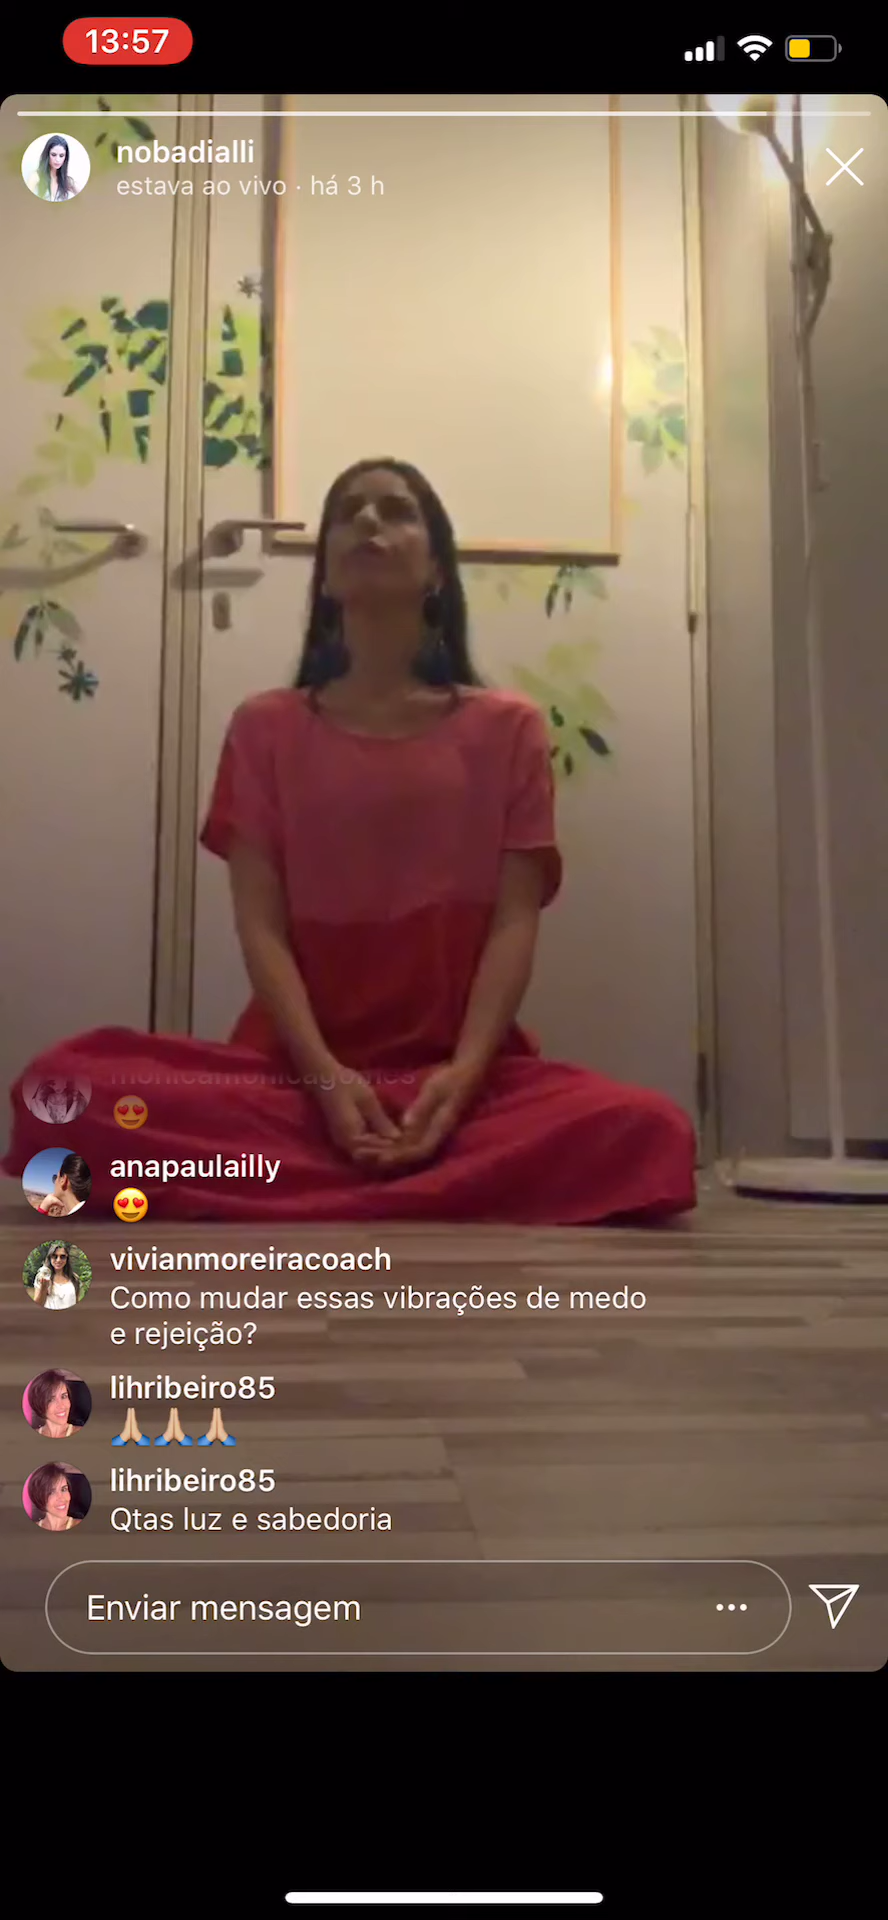 13:57
nobadialli
estava ao vivo · há 3 h
monicamonicagomes
😍
anapaulailly
😍
vivianmoreiracoach
Como mudar essas vibrações de medo
e rejeição?
lihribeiro85
🙏🏼🙏🏼🙏🏼
lihribeiro85
Qtas luz e sabedoria
Enviar mensagem